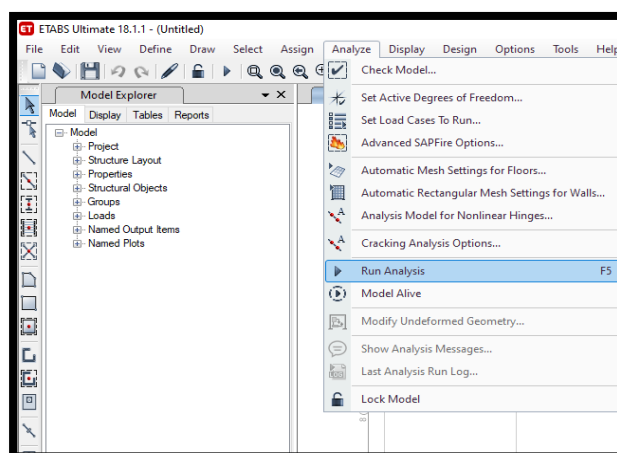 ETABS Ultimate 18.1.1 - (Untitled)
File Edit View Define Draw Select Assign Analyze Display Design Options Tools Help
Model Explorer
Model Display Tables Reports
Model
Project
Structure Layout
Properties
Structural Objects
Groups
Loads
Named Output Items
Named Plots
Check Model...
Set Active Degrees of Freedom...
Set Load Cases To Run...
Advanced SAPFire Options...
Automatic Mesh Settings for Floors...
Automatic Rectangular Mesh Settings for Walls...
Analysis Model for Nonlinear Hinges...
Cracking Analysis Options...
Run Analysis F5
Model Alive
Modify Undeformed Geometry...
Show Analysis Messages...
Last Analysis Run Log...
Lock Model